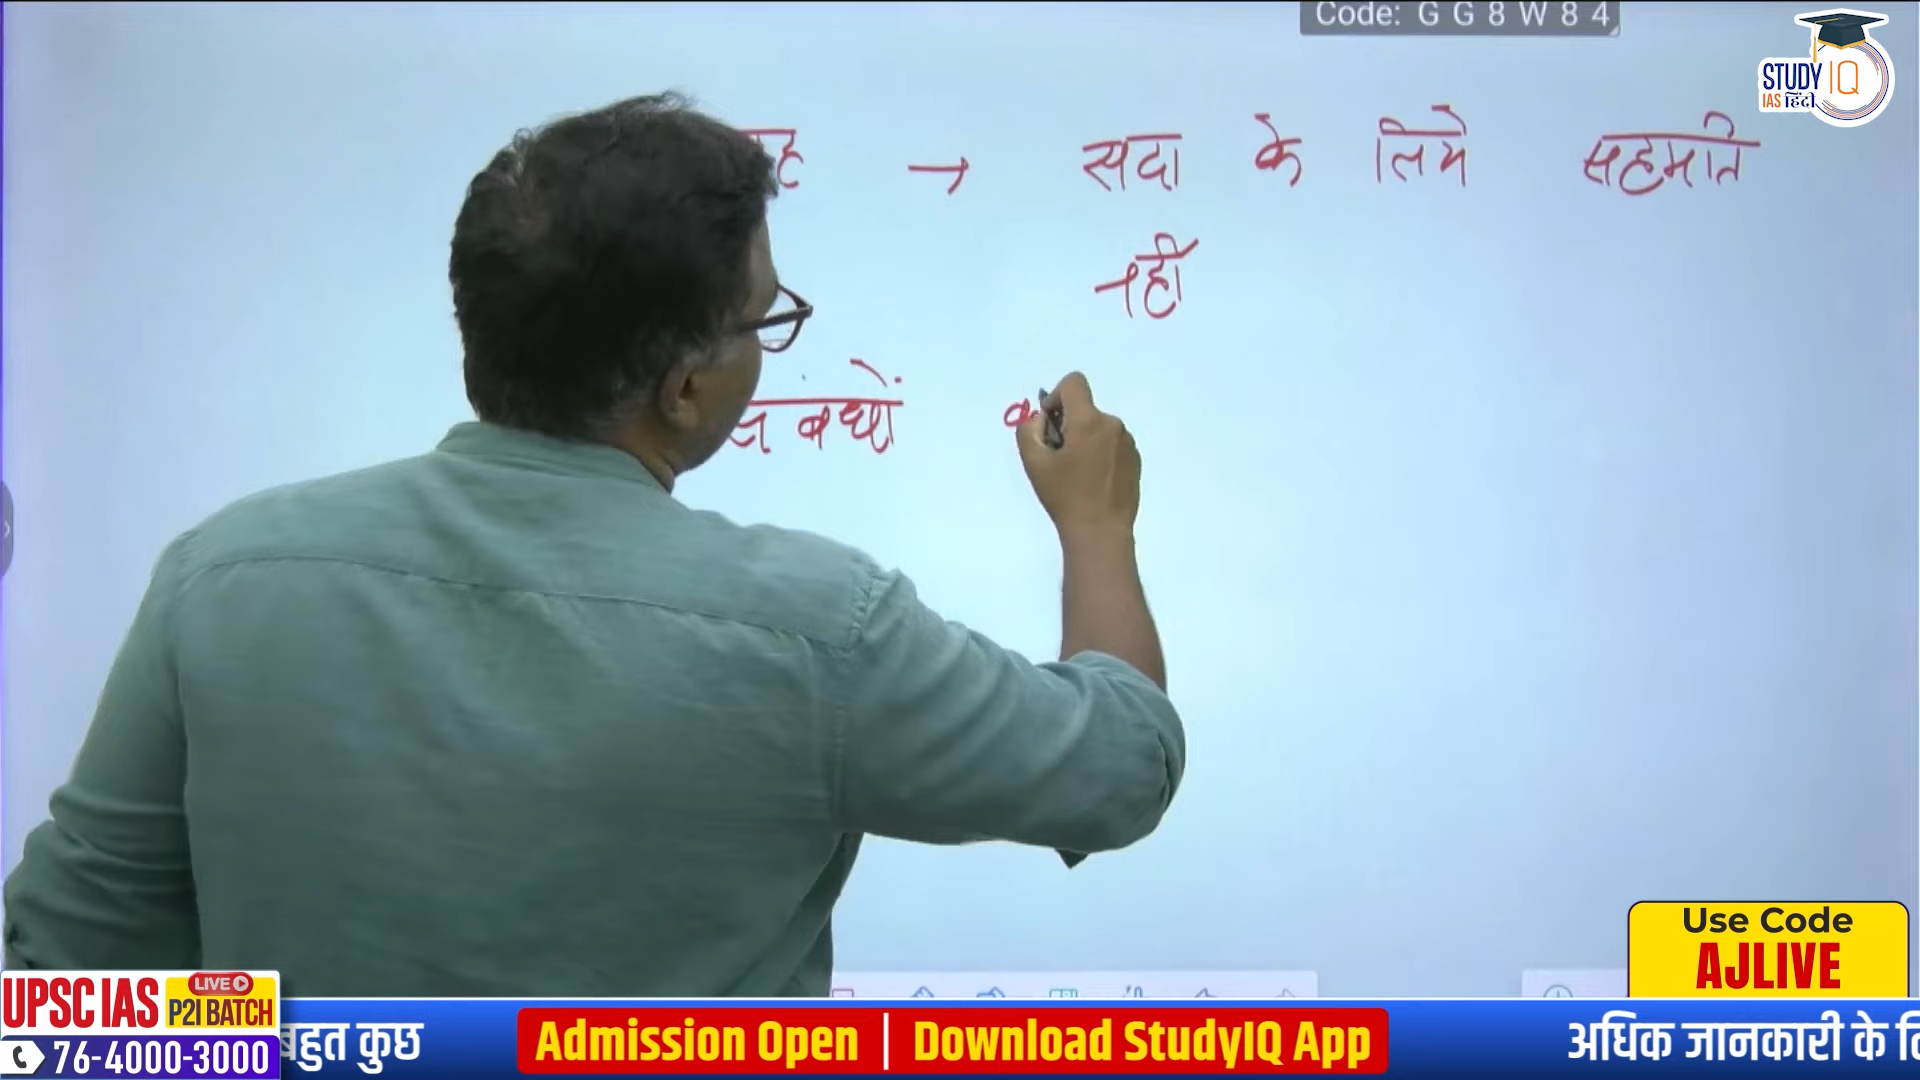 Code: G G 8 W 8 4
STUDY IQ
IAS हिंदी
→ सदा के लिये सहमति
नहीं
संबंधों
Use Code
AJLIVE
UPSC IAS LIVE
P2I BATCH
76-4000-3000
बहुत कुछ Admission Open | Download StudyIQ App अधिक जानकारी के